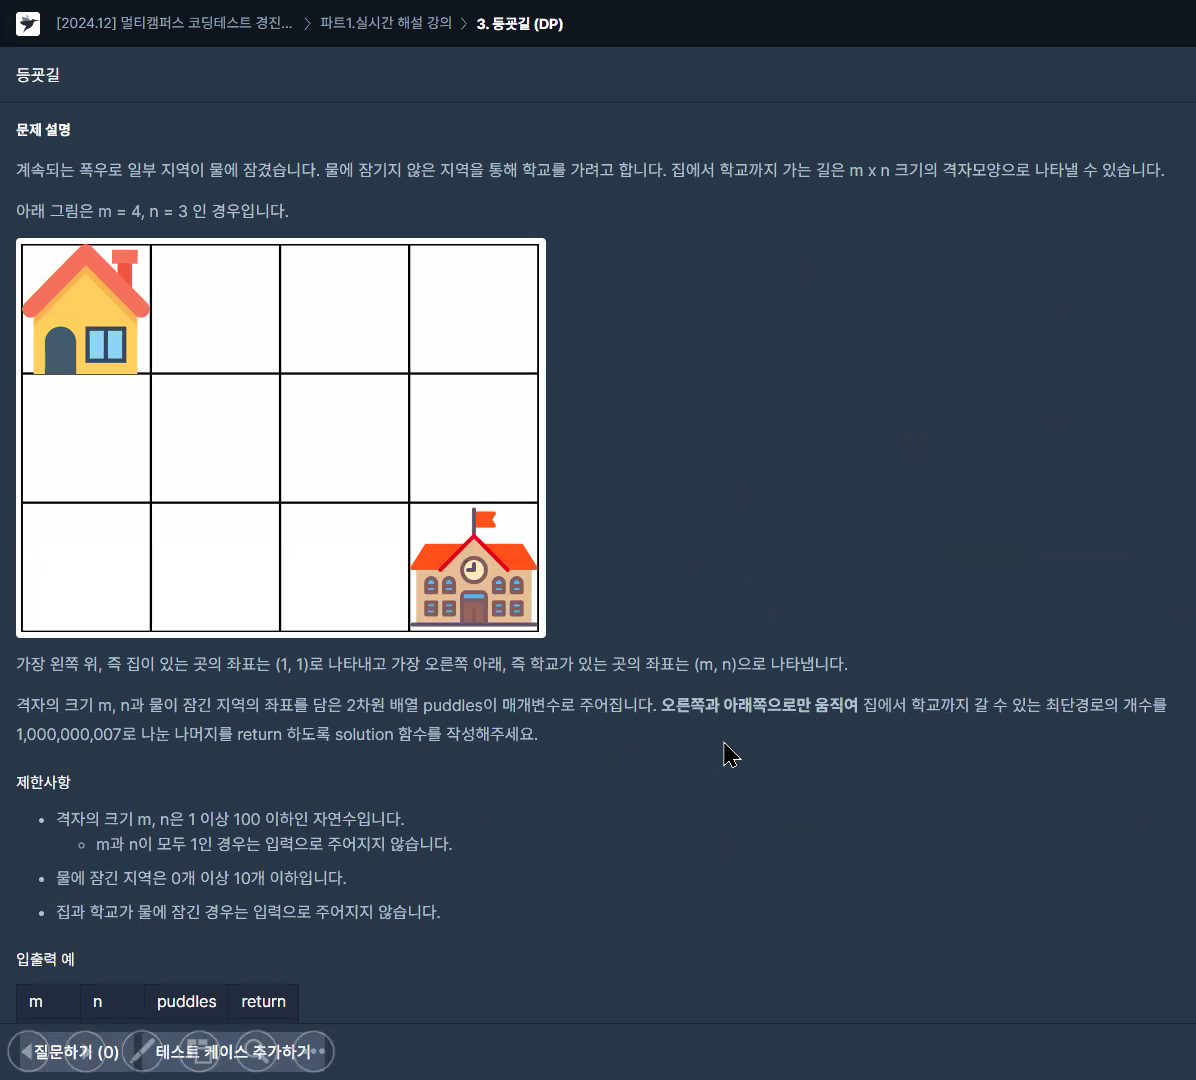 [2024.12] 멀티캠퍼스 코딩테스트 경진... > 파트1.실시간 해설 강의 > 3. 등굣길 (DP)
등굣길
문제 설명
계속되는 폭우로 일부 지역이 물에 잠겼습니다. 물에 잠기지 않은 지역을 통해 학교를 가려고 합니다. 집에서 학교까지 가는 길은 m x n 크기의 격자모양으로 나타낼 수 있습니다.
아래 그림은 m = 4, n = 3 인 경우입니다.
가장 왼쪽 위, 즉 집이 있는 곳의 좌표는 (1, 1)로 나타내고 가장 오른쪽 아래, 즉 학교가 있는 곳의 좌표는 (m, n)으로 나타냅니다.
격자의 크기 m, n과 물이 잠긴 지역의 좌표를 담은 2차원 배열 puddles이 매개변수로 주어집니다. 오른쪽과 아래쪽으로만 움직여 집에서 학교까지 갈 수 있는 최단경로의 개수를
1,000,000,007로 나눈 나머지를 return 하도록 solution 함수를 작성해주세요.
제한사항
• 격자의 크기 m, n은 1 이상 100 이하인 자연수입니다.
◦ m과 n이 모두 1인 경우는 입력으로 주어지지 않습니다.
• 물에 잠긴 지역은 0개 이상 10개 이하입니다.
• 집과 학교가 물에 잠긴 경우는 입력으로 주어지지 않습니다.
입출력 예
m n puddles return
질문하기 (0) 테스트 케이스 추가하기